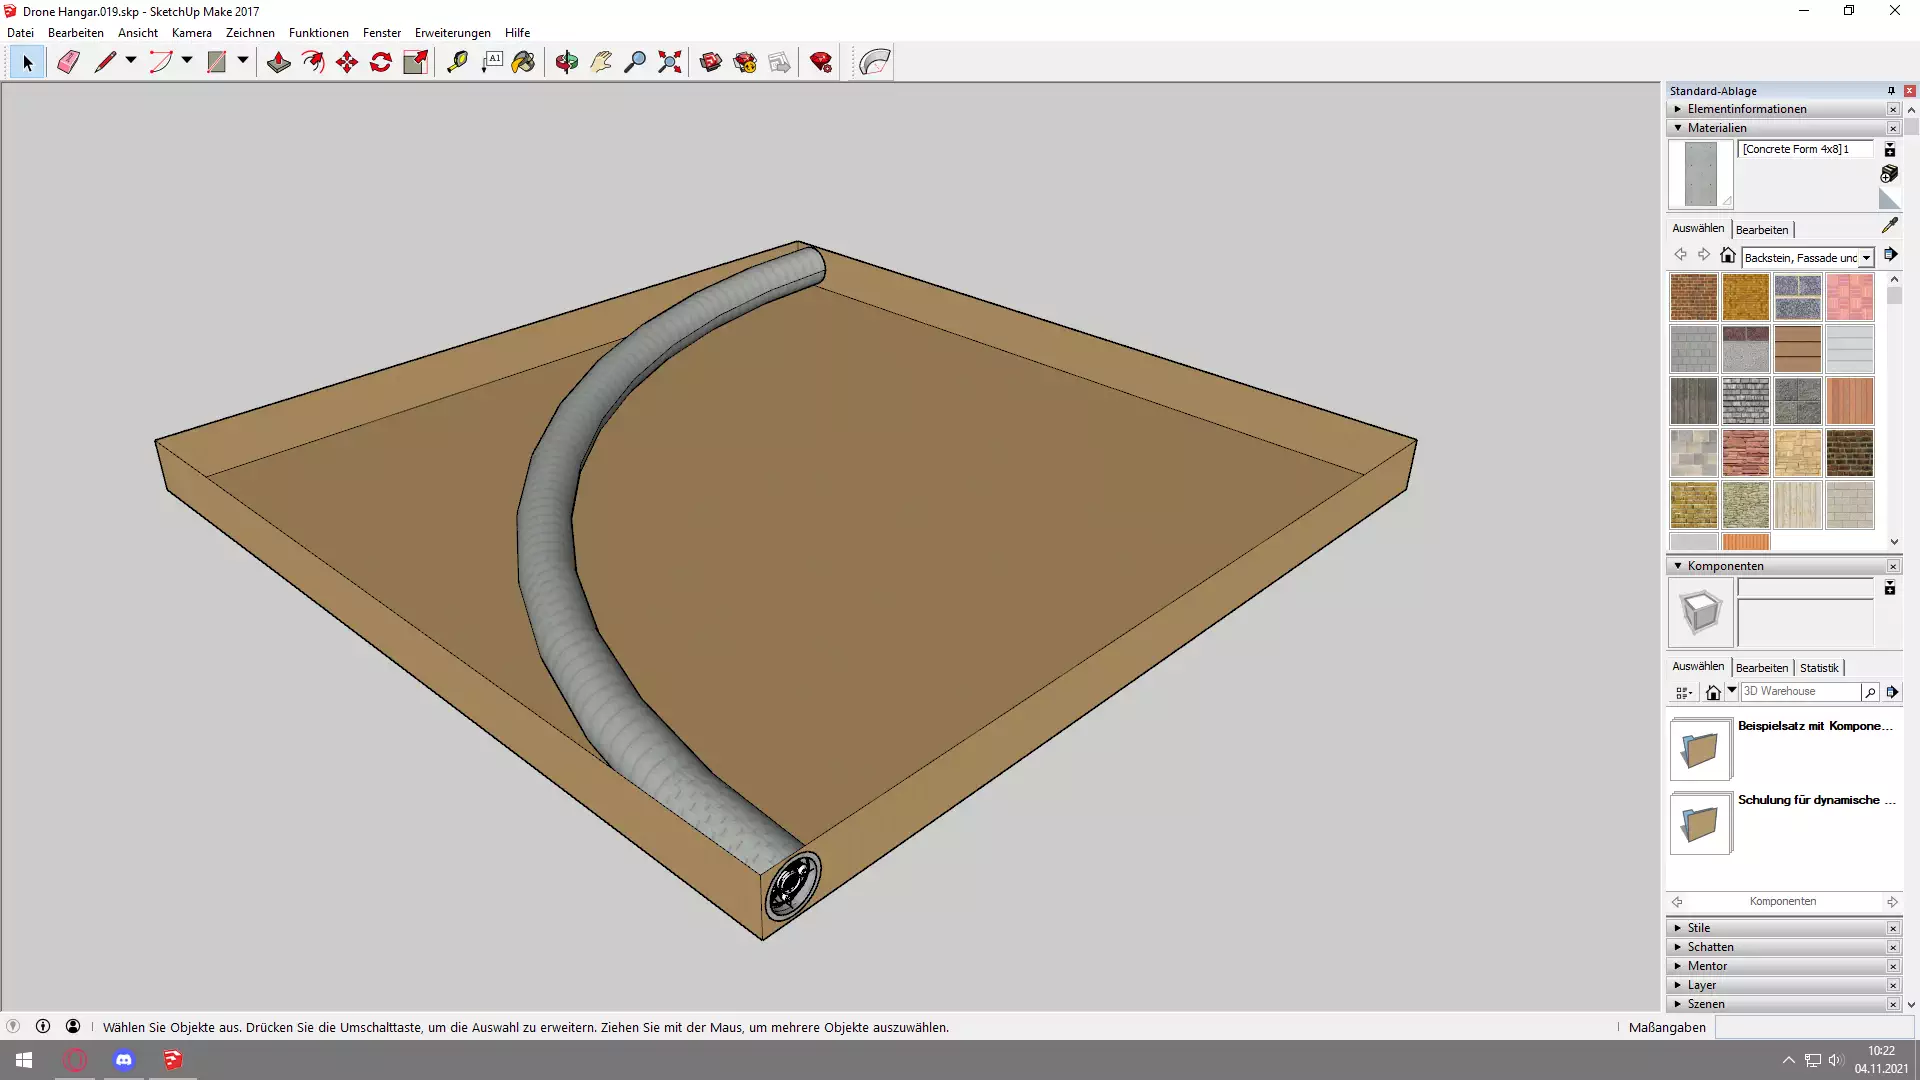 Drone Hangar.019.skp - SketchUp Make 2017
Datei Bearbeiten Ansicht Kamera Zeichnen Funktionen Fenster Erweiterungen Hilfe
A1
Standard-Ablage
Elementinformationen
Materialien
[Concrete Form 4x8]1
Auswählen Bearbeiten
Backstein, Fassade und
Komponenten
Auswählen Bearbeiten Statistik
3D Warehouse
Beispielsatz mit Kompone...
Schulung für dynamische ...
Komponenten
Stile
Schatten
Mentor
Layer
Szenen
Wählen Sie Objekte aus. Drücken Sie die Umschalttaste, um die Auswahl zu erweitern. Ziehen Sie mit der Maus, um mehrere Objekte auszuwählen.
Maßangaben
10:22
04.11.2021